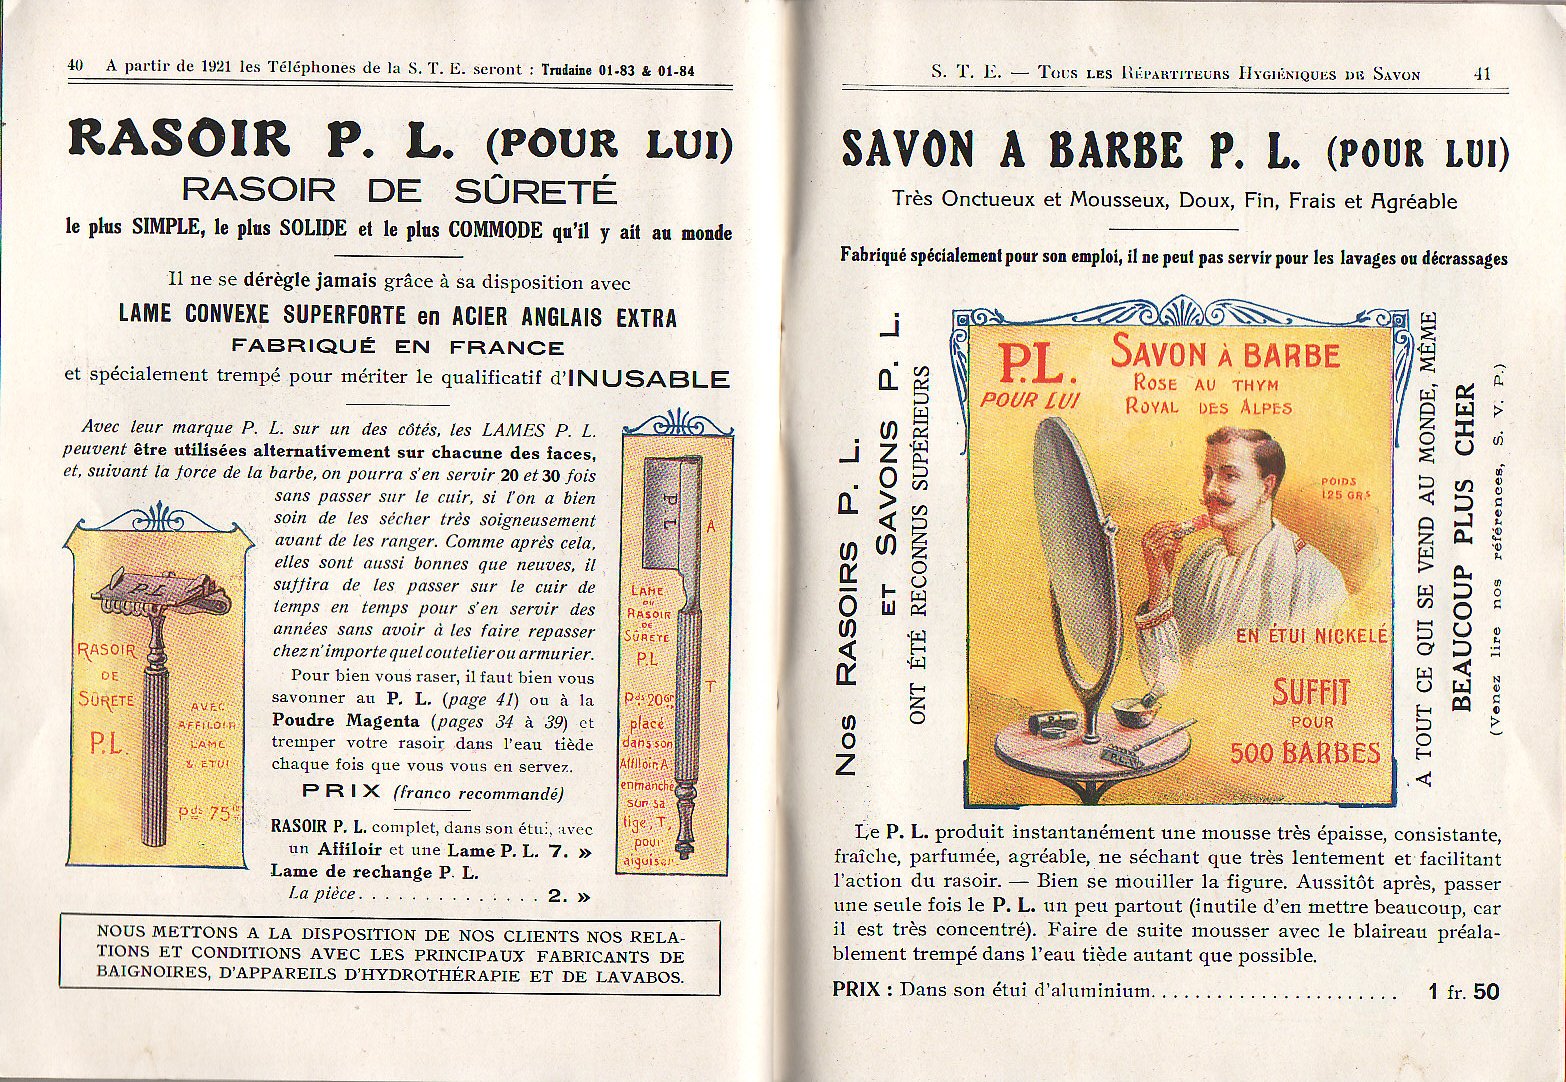 40 A partir de 1921 les Téléphones de la S. T. E. seront : Trudaine 01-83 & 01-84
RASOIR P. L. (POUR LUI)
RASOIR DE SÛRETÉ
le plus SIMPLE, le plus SOLIDE et le plus COMMODE qu'il y ait au monde
Il ne se dérègle jamais grâce à sa disposition avec
LAME CONVEXE SUPERFORTE en ACIER ANGLAIS EXTRA
FABRIQUÉ EN FRANCE
et spécialement trempé pour mériter le qualificatif d'INUSABLE
Avec leur marque P. L. sur un des côtés, les LAMES P. L.
peuvent être utilisées alternativement sur chacune des faces,
et, suivant la force de la barbe, on pourra s'en servir 20 et 30 fois
sans passer sur le cuir, si l'on a bien
soin de les sécher très soigneusement
avant de les ranger. Comme après cela,
elles sont aussi bonnes que neuves, il
suffira de les passer sur le cuir de
temps en temps pour s'en servir des
années sans avoir à les faire repasser
chez n'importe quel coutelier ou armurier.
Pour bien vous raser, il faut bien vous
savonner au P. L. (page 41) ou à la
Poudre Magenta (pages 34 à 39) et
tremper votre rasoir dans l'eau tiède
chaque fois que vous vous en servez.
PRIX (franco recommandé)
RASOIR P. L. complet, dans son étui, avec
un Affiloir et une Lame P. L. 7. »
Lame de rechange P. L.
La pièce. . . . . . . . . . . . . . . 2. »
P.L.
RASOIR
DE
SÛRETÉ
P.L.
AVEC
AFFILOIR
LAME
& ETUI
Pds 75gr
P L
A
LAME
DU
RASOIR
DE
SÛRETÉ
P.L
T
Pds 20gr
placé
dans son
Affiloir A,
emmanché
sur sa
tige, T,
pour
aiguiser
NOUS METTONS A LA DISPOSITION DE NOS CLIENTS NOS RELA-
TIONS ET CONDITIONS AVEC LES PRINCIPAUX FABRICANTS DE
BAIGNOIRES, D'APPAREILS D'HYDROTHÉRAPIE ET DE LAVABOS.
S. T. E. — TOUS LES RÉPARTITEURS HYGIÉNIQUES DE SAVON 41
SAVON A BARBE P. L. (POUR LUI)
Très Onctueux et Mousseux, Doux, Fin, Frais et Agréable
Fabriqué spécialement pour son emploi, il ne peut pas servir pour les lavages ou décrassages
NOS RASOIRS P. L.
ET SAVONS P. L.
ONT ÉTÉ RECONNUS SUPÉRIEURS
P.L.
POUR LUI
SAVON À BARBE
ROSE AU THYM
ROYAL DES ALPES
POIDS
125 GRS
EN ÉTUI NICKELÉ
SUFFIT
POUR
500 BARBES
A TOUT CE QUI SE VEND AU MONDE, MÊME
BEAUCOUP PLUS CHER
(Venez lire nos références, S. V. P.)
Le P. L. produit instantanément une mousse très épaisse, consistante,
fraîche, parfumée, agréable, ne séchant que très lentement et facilitant
l'action du rasoir. — Bien se mouiller la figure. Aussitôt après, passer
une seule fois le P. L. un peu partout (inutile d'en mettre beaucoup, car
il est très concentré). Faire de suite mousser avec le blaireau préala-
blement trempé dans l'eau tiède autant que possible.
PRIX : Dans son étui d'aluminium. . . . . . . . . . . . . . . . . . . . . . . 1 fr. 50